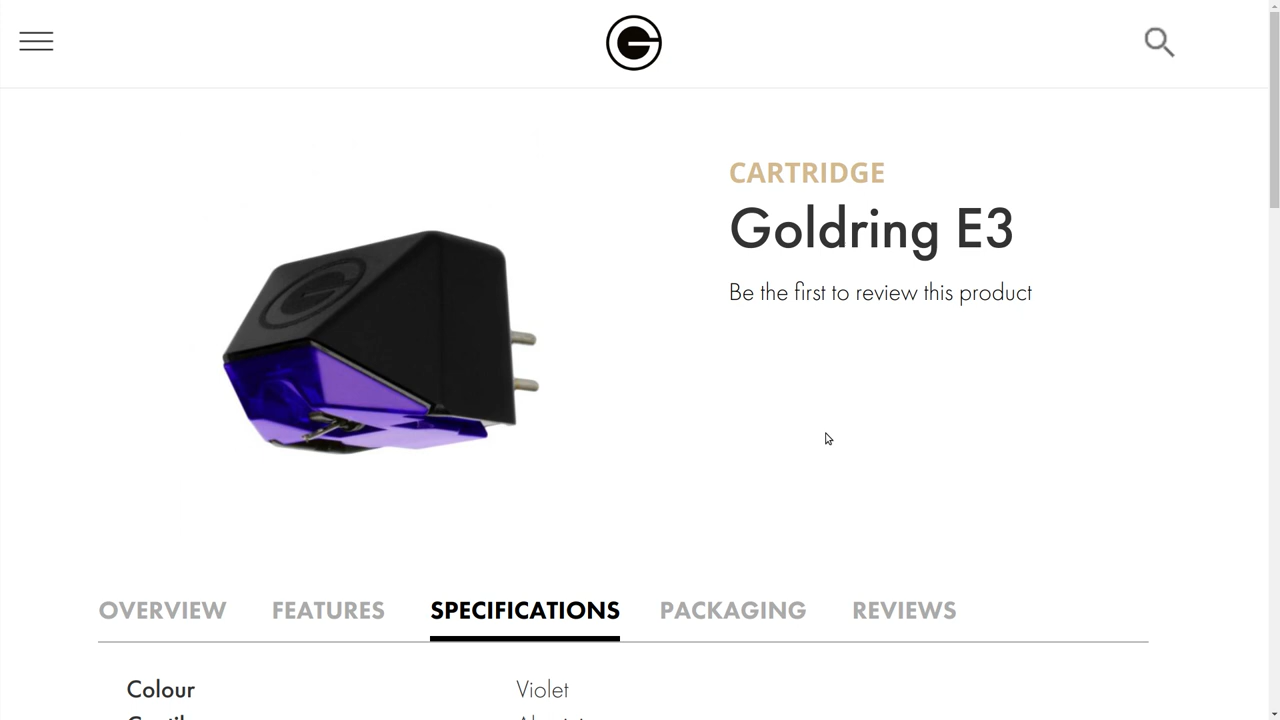 CARTRIDGE
Goldring E3
Be the first to review this product
OVERVIEW FEATURES SPECIFICATIONS PACKAGING REVIEWS
Colour Violet